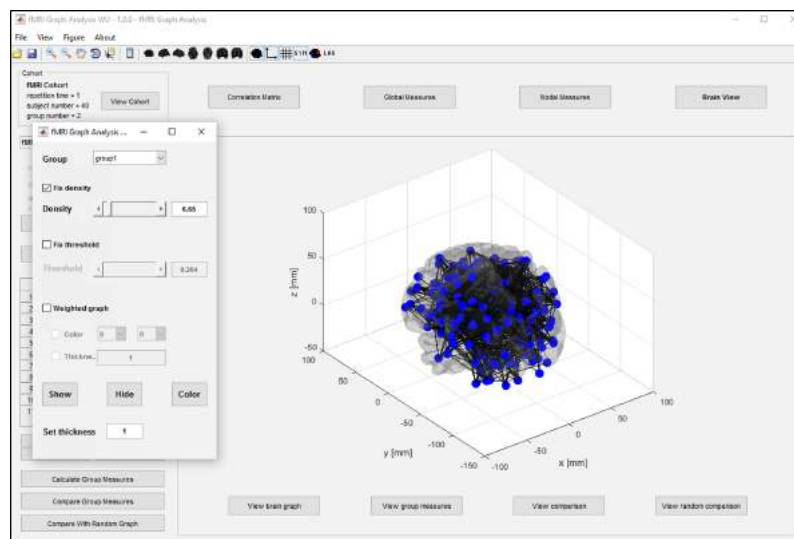 fMRI Graph Analysis WU - 1.0.0 - fMRI Graph Analysis
File View Figure About
SYM
LAB
Cohort
fMRI Cohort
repetition time = 1
subject number = 40
group number = 2
View Cohort
Correlation Matrix
Global Measures
Nodal Measures
Brain View
fMRI Graph Analysis ...
Group group1
Fix density
Density 6.65
Fix threshold
Threshold 0.264
Weighted graph
Color
Thickne... 1
Show Hide Color
Set thickness 1
100
50
0
-50
z [mm]
100
50
0
-50
-100
-150
y [mm]
-100
-50
0
50
100
x [mm]
Calculate Group Measures
Compare Group Measures
Compare With Random Graph
View brain graph
View group measures
View comparison
View random comparison